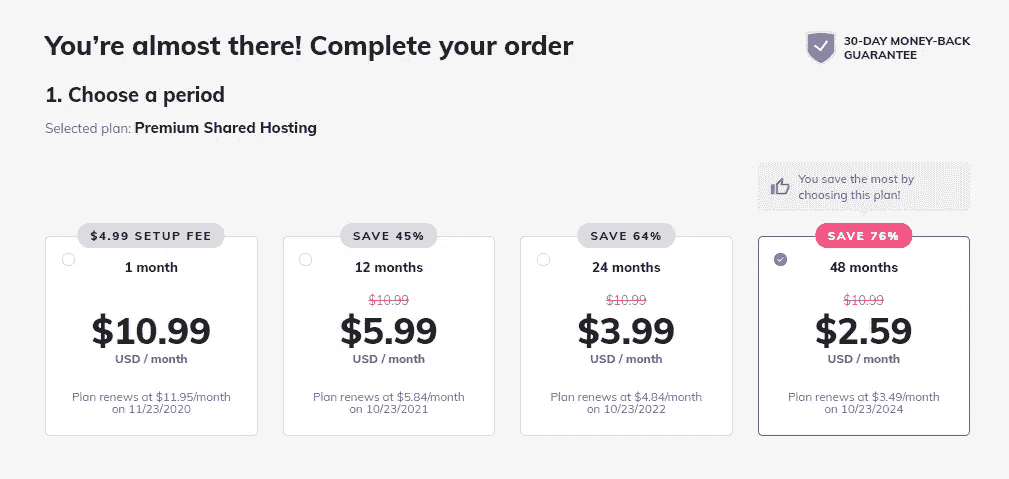 You're almost there! Complete your order
30-DAY MONEY-BACK
GUARANTEE
1. Choose a period
Selected plan: Premium Shared Hosting
You save the most by
choosing this plan!
$4.99 SETUP FEE
1 month
$10.99
USD / month
Plan renews at $11.95/month
on 11/23/2020
SAVE 45%
12 months
$10.99
$5.99
USD / month
Plan renews at $5.84/month
on 10/23/2021
SAVE 64%
24 months
$10.99
$3.99
USD / month
Plan renews at $4.84/month
on 10/23/2022
SAVE 76%
48 months
$10.99
$2.59
USD / month
Plan renews at $3.49/month
on 10/23/2024